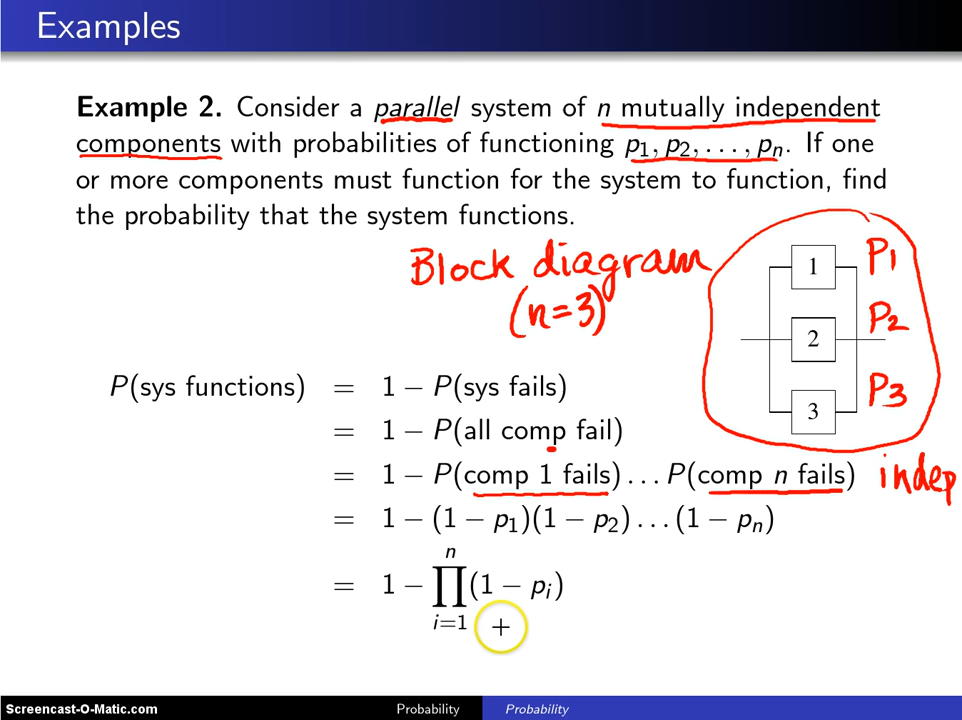 Examples
Example 2. Consider a parallel system of n mutually independent
components with probabilities of functioning p₁, p₂, . . . , pₙ. If one
or more components must function for the system to function, find
the probability that the system functions.
Block diagram
(n=3)
1 P1
2 P2
3 P3
P(sys functions) = 1 − P(sys fails)
= 1 − P(all comp fail)
= 1 − P(comp 1 fails) . . . P(comp n fails) indep
= 1 − (1 − p₁)(1 − p₂) . . . (1 − pₙ)
n
= 1 − ∏(1 − pᵢ)
i=1
Screencast-O-Matic.com Probability Probability